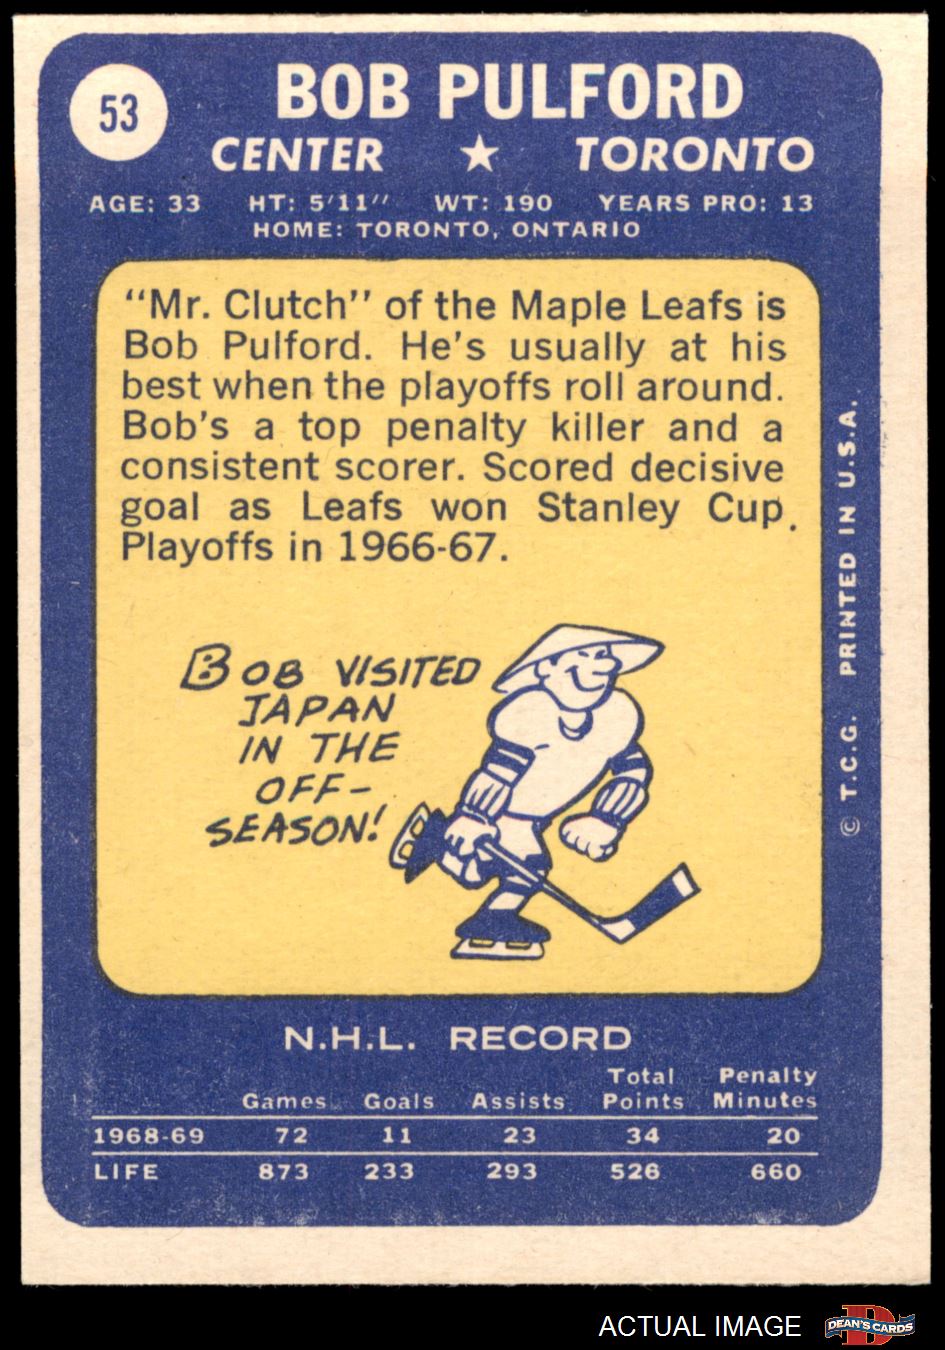 53
BOB PULFORD
CENTER ★ TORONTO
AGE: 33 HT: 5'11" WT: 190 YEARS PRO: 13
HOME: TORONTO, ONTARIO
"Mr. Clutch" of the Maple Leafs is
Bob Pulford. He's usually at his
best when the playoffs roll around.
Bob's a top penalty killer and a
consistent scorer. Scored decisive
goal as Leafs won Stanley Cup
Playoffs in 1966-67.
BOB VISITED
JAPAN
IN THE
OFF-
SEASON!
© T.C.G. PRINTED IN U.S.A.
N.H.L. RECORD
Total Penalty
Games Goals Assists Points Minutes
1968-69 72 11 23 34 20
LIFE 873 233 293 526 660
ACTUAL IMAGE
DEAN'S CARDS